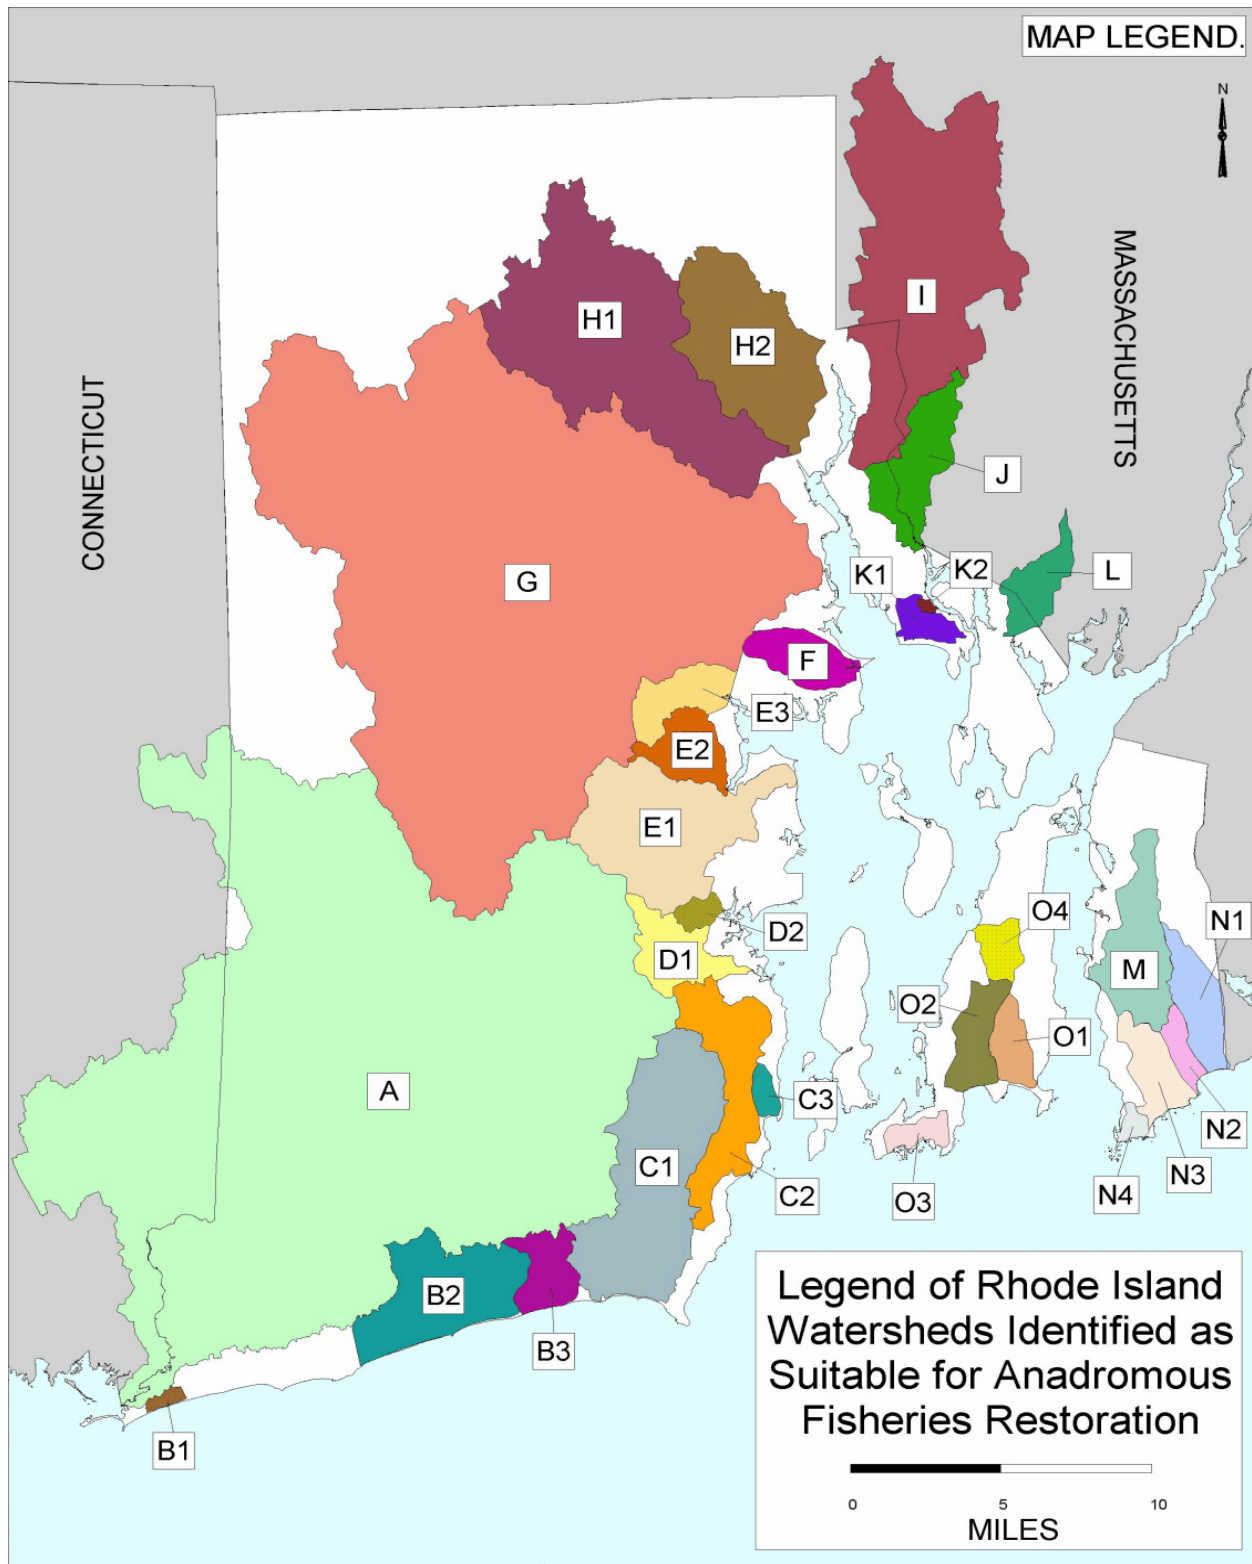 MAP LEGEND.
N
MASSACHUSETTS
CONNECTICUT
H1
H2
I
J
G
K1
K2
L
F
E3
E2
E1
D2
D1
O4
N1
M
O2
O1
A
C3
C1
C2
N2
N3
N4
O3
B2
B3
B1
Legend of Rhode Island
Watersheds Identified as
Suitable for Anadromous
Fisheries Restoration
0 5 10
MILES